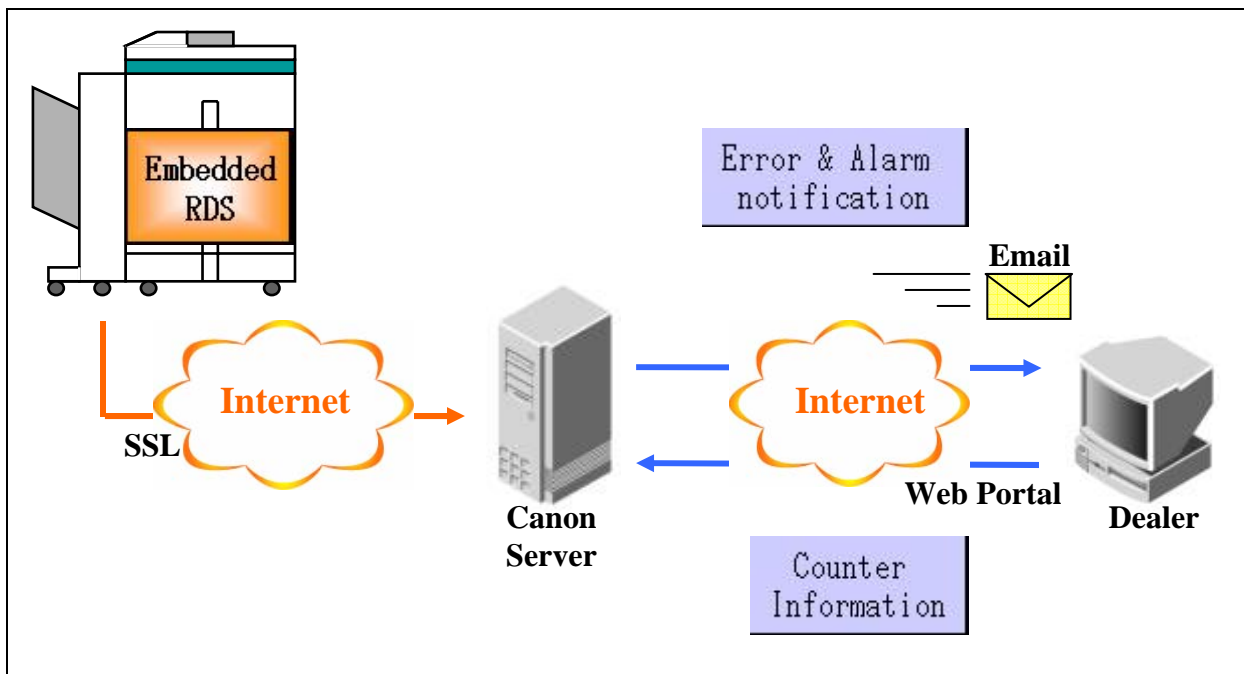 Embedded
RDS
Error & Alarm
notification
Email
Internet
Internet
SSL
Web Portal
Canon
Server
Dealer
Counter
Information